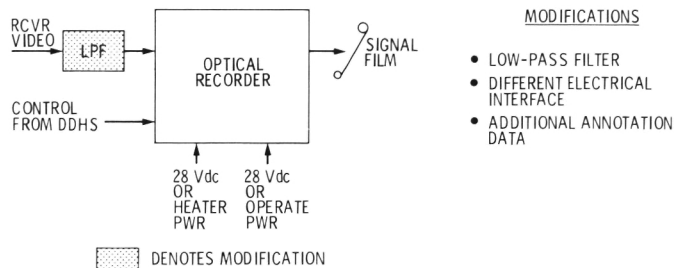 RCVR
VIDEO
LPF
OPTICAL
RECORDER
SIGNAL
FILM
CONTROL
FROM DDHS
28 Vdc
OR
HEATER
PWR
28 Vdc
OR
OPERATE
PWR
DENOTES MODIFICATION
MODIFICATIONS
• LOW-PASS FILTER
• DIFFERENT ELECTRICAL
INTERFACE
• ADDITIONAL ANNOTATION
DATA